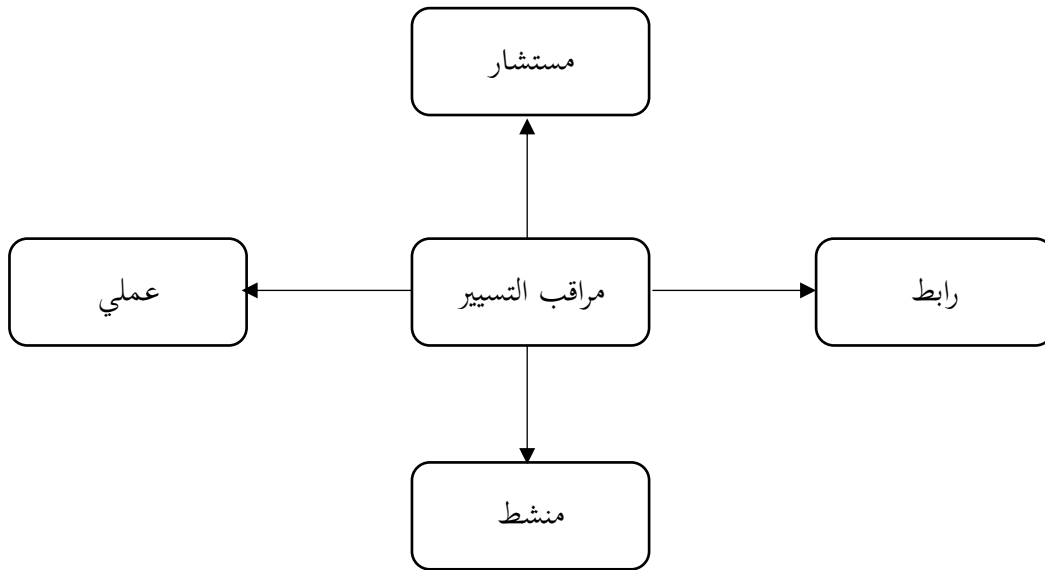 مستشار
رابط
مراقب التسيير
عملي
منشط